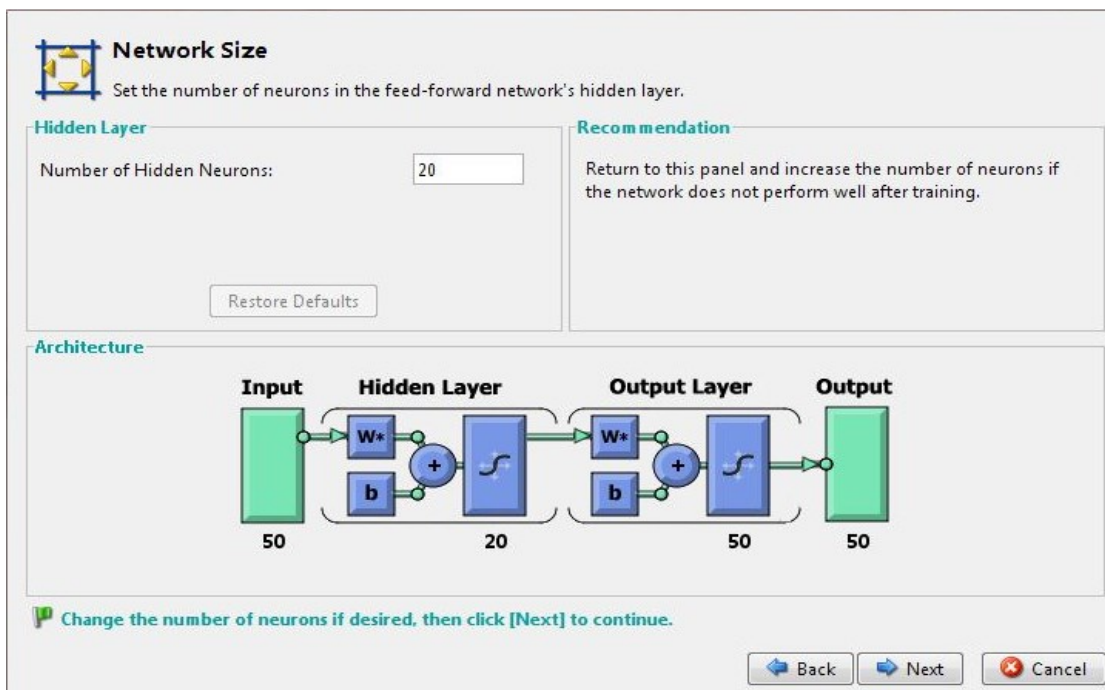 Network Size
Set the number of neurons in the feed-forward network's hidden layer.
Hidden Layer
Number of Hidden Neurons:
20
Restore Defaults
Recommendation
Return to this panel and increase the number of neurons if
the network does not perform well after training.
Architecture
Input
Hidden Layer
Output Layer
Output
W*
b
+
W*
b
+
50
20
50
50
Change the number of neurons if desired, then click [Next] to continue.
Back
Next
Cancel